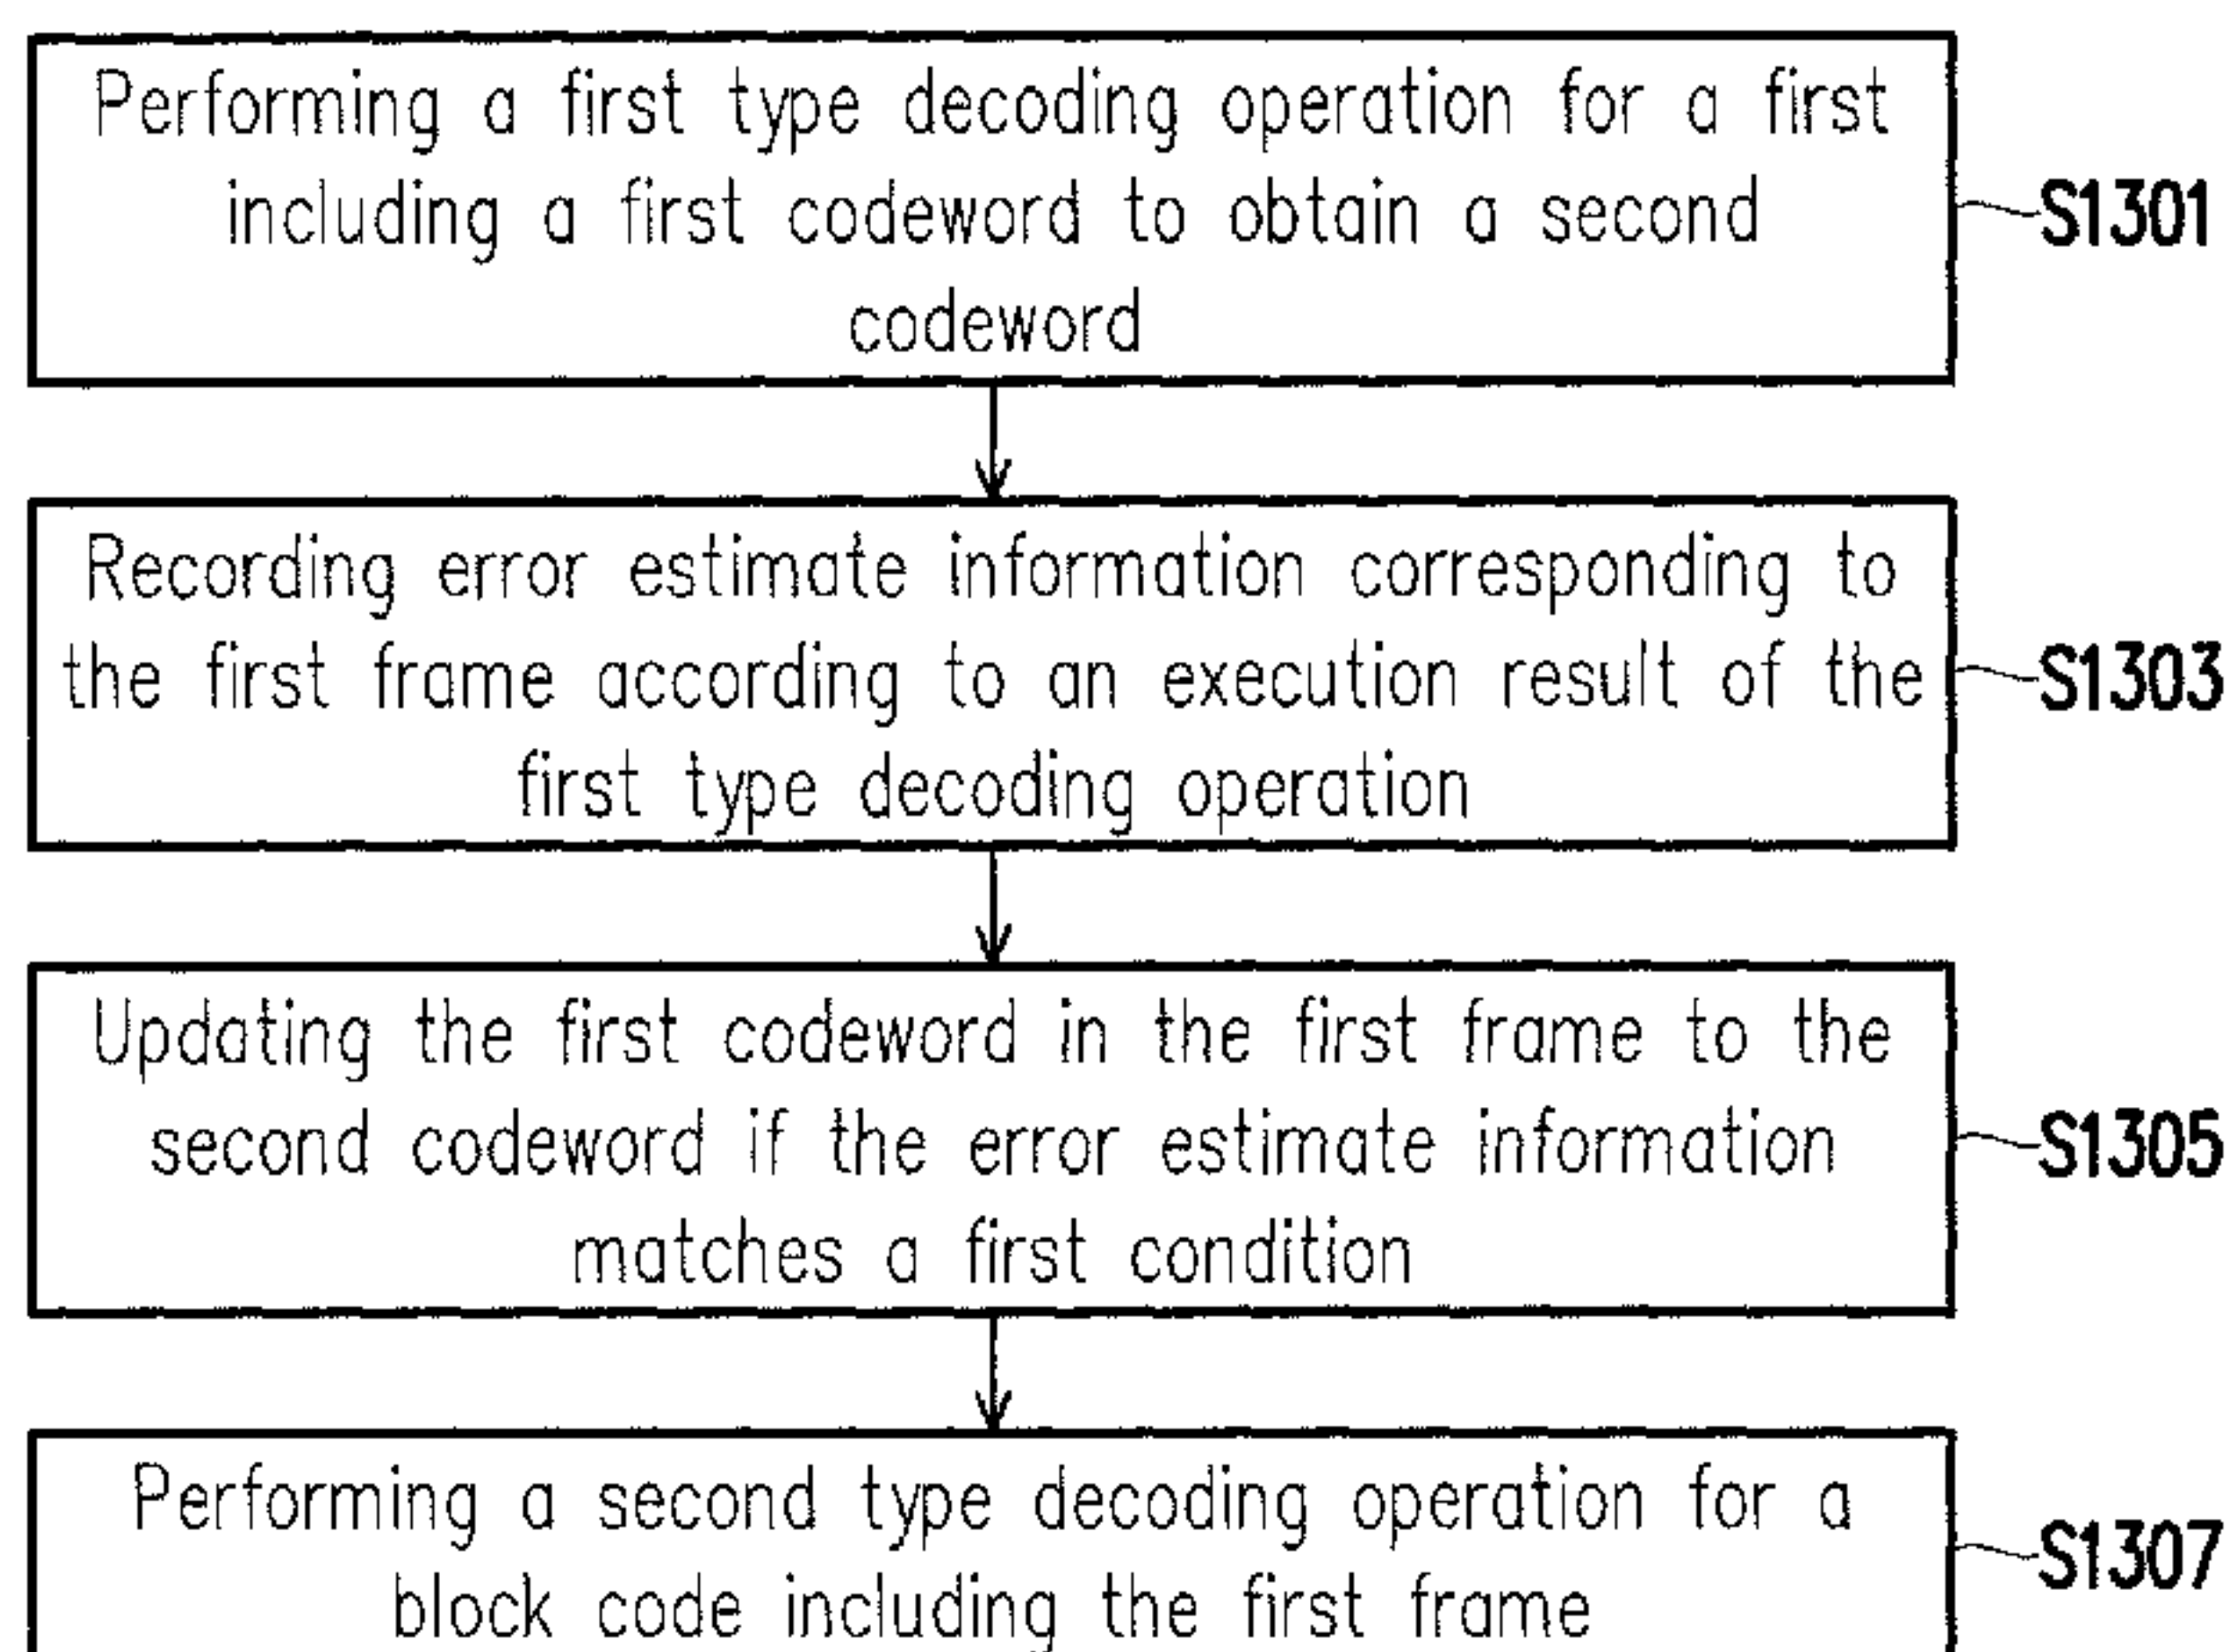 Performing a first type decoding operation for a first
including a first codeword to obtain a second
codeword
S1301
Recording error estimate information corresponding to
the first frame according to an execution result of the
first type decoding operation
S1303
Updating the first codeword in the first frame to the
second codeword if the error estimate information
matches a first condition
S1305
Performing a second type decoding operation for a
block code including the first frame
S1307